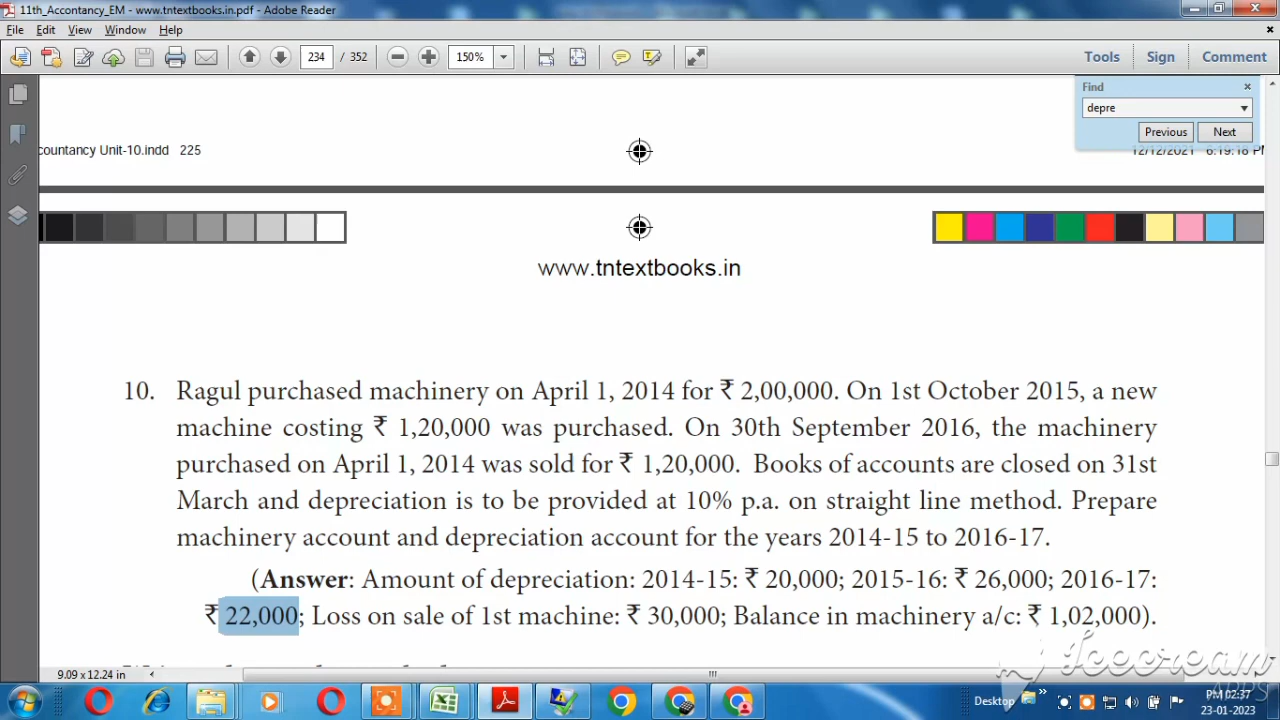 11th_Accontancy_EM - www.tntextbooks.in.pdf - Adobe Reader
File Edit View Window Help
234 / 352 150% Tools Sign Comment
Find
depre
Previous Next
countancy Unit-10.indd 225
12/12/2021 6:19:18 PM
www.tntextbooks.in
10. Ragul purchased machinery on April 1, 2014 for ₹ 2,00,000. On 1st October 2015, a new
machine costing ₹ 1,20,000 was purchased. On 30th September 2016, the machinery
purchased on April 1, 2014 was sold for ₹ 1,20,000. Books of accounts are closed on 31st
March and depreciation is to be provided at 10% p.a. on straight line method. Prepare
machinery account and depreciation account for the years 2014-15 to 2016-17.
(Answer: Amount of depreciation: 2014-15: ₹ 20,000; 2015-16: ₹ 26,000; 2016-17:
₹ 22,000; Loss on sale of 1st machine: ₹ 30,000; Balance in machinery a/c: ₹ 1,02,000).
9.09 x 12.24 in
Icecream
APPS
Desktop
PM 02:37
23-01-2023